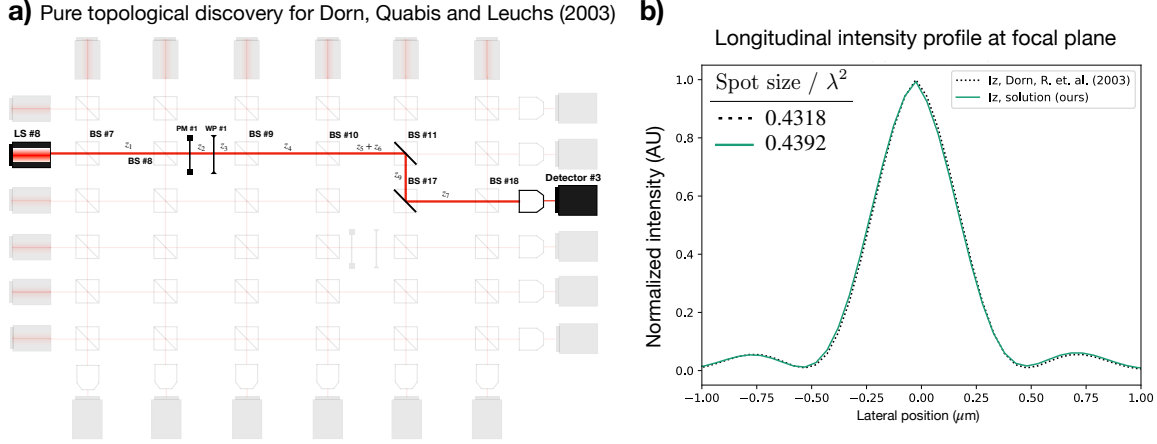 a) Pure topological discovery for Dorn, Quabis and Leuchs (2003)
LS #8
BS #7
z1
BS #8
PM #1
z2
WP #1
z3
BS #9
z4
BS #10
z5 + z6
BS #11
z8
BS #17
z7
BS #18
Detector #3
b)
Longitudinal intensity profile at focal plane
Spot size / λ²
0.4318
0.4392
Iz, Dorn, R. et. al. (2003)
Iz, solution (ours)
Normalized intensity (AU)
1.0
0.8
0.6
0.4
0.2
0.0
−1.00 −0.75 −0.50 −0.25 0.00 0.25 0.50 0.75 1.00
Lateral position (μm)